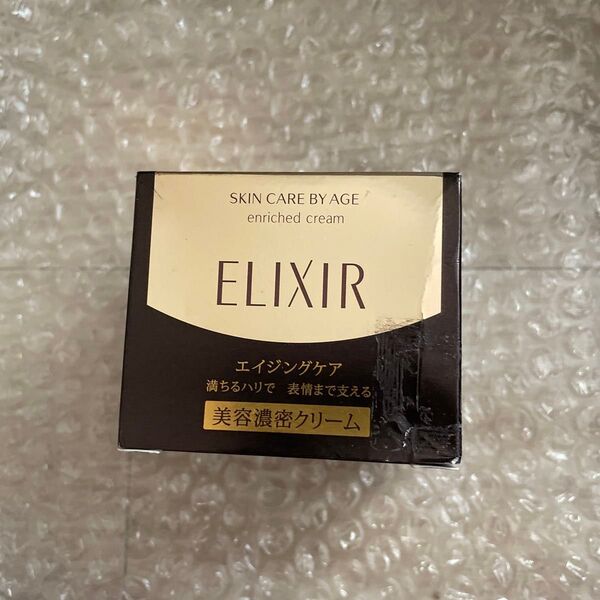 SKIN CARE BY AGE
enriched cream
ELIXIR
エイジングケア
満ちるハリで 表情まで支える
美容濃密クリーム